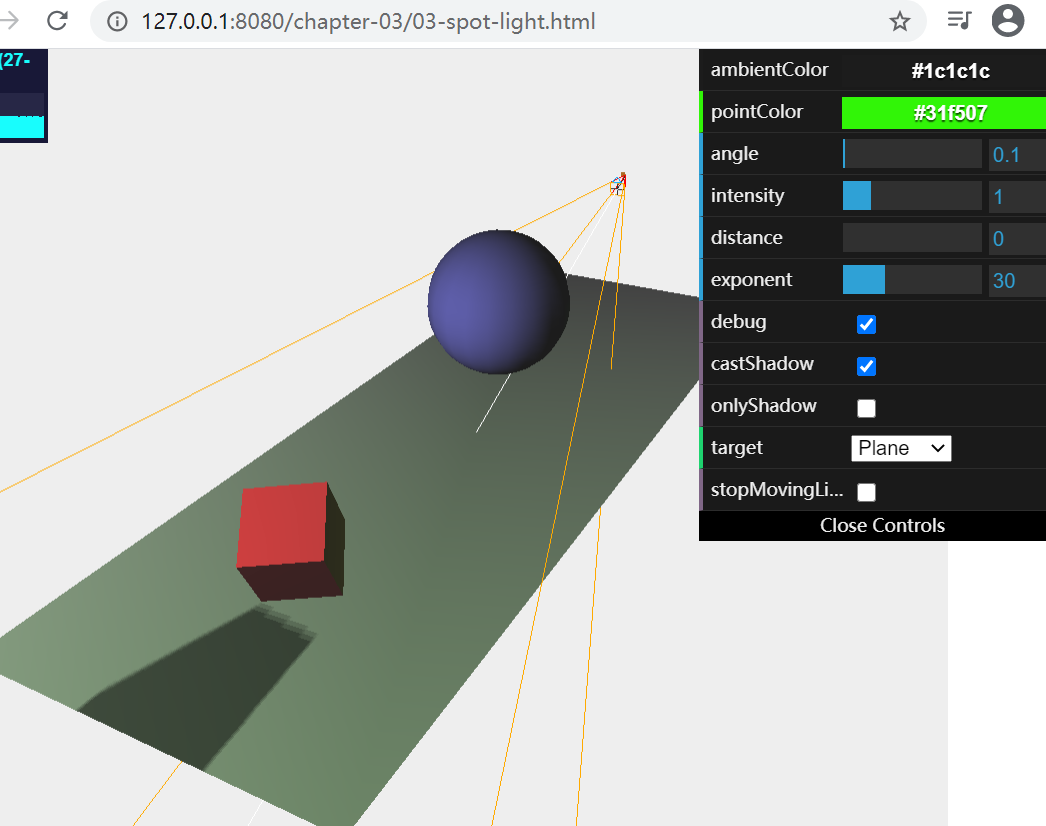 127.0.0.1:8080/chapter-03/03-spot-light.html
(27-
ambientColor #1c1c1c
pointColor #31f507
angle 0.1
intensity 1
distance 0
exponent 30
debug
castShadow
onlyShadow
target Plane
stopMovingLi...
Close Controls